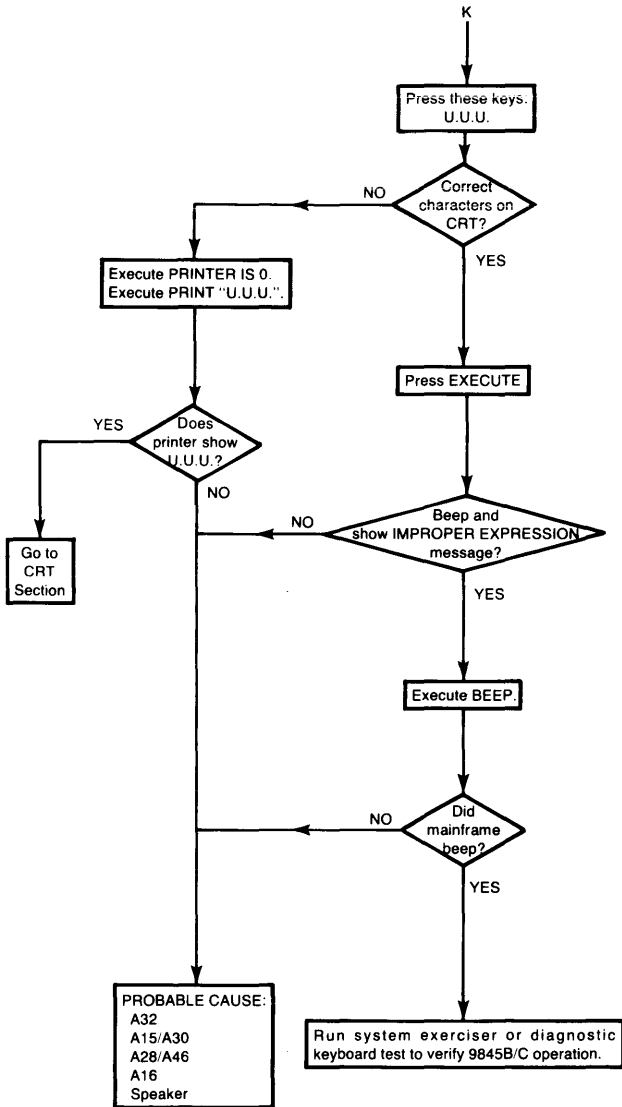 K
Press these keys:
U.U.U.
Correct
characters on
CRT?
NO
YES
Execute PRINTER IS 0.
Execute PRINT “U.U.U.”.
Press EXECUTE
Does
printer show
U.U.U.?
YES
NO
Go to
CRT
Section
Beep and
show IMPROPER EXPRESSION
message?
NO
YES
Execute BEEP.
Did
mainframe
beep?
NO
YES
PROBABLE CAUSE:
A32
A15/A30
A28/A46
A16
Speaker
Run system exerciser or diagnostic
keyboard test to verify 9845B/C operation.